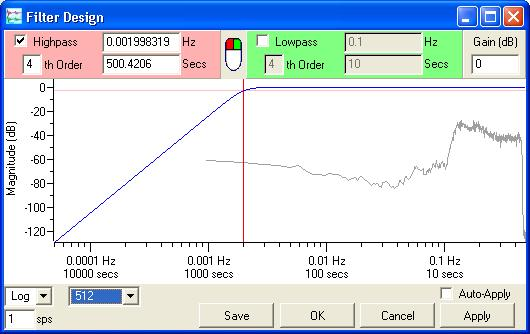 Filter Design
Highpass 0.001998319 Hz
4 th Order 500.4206 Secs
Lowpass 0.1 Hz
4 th Order 10 Secs
Gain (dB)
0
Magnitude (dB)
0
-20
-40
-60
-80
-100
-120
0.0001 Hz 0.001 Hz 0.01 Hz 0.1 Hz
10000 secs 1000 secs 100 secs 10 secs
Log 512 Auto-Apply
1 sps Save OK Cancel Apply